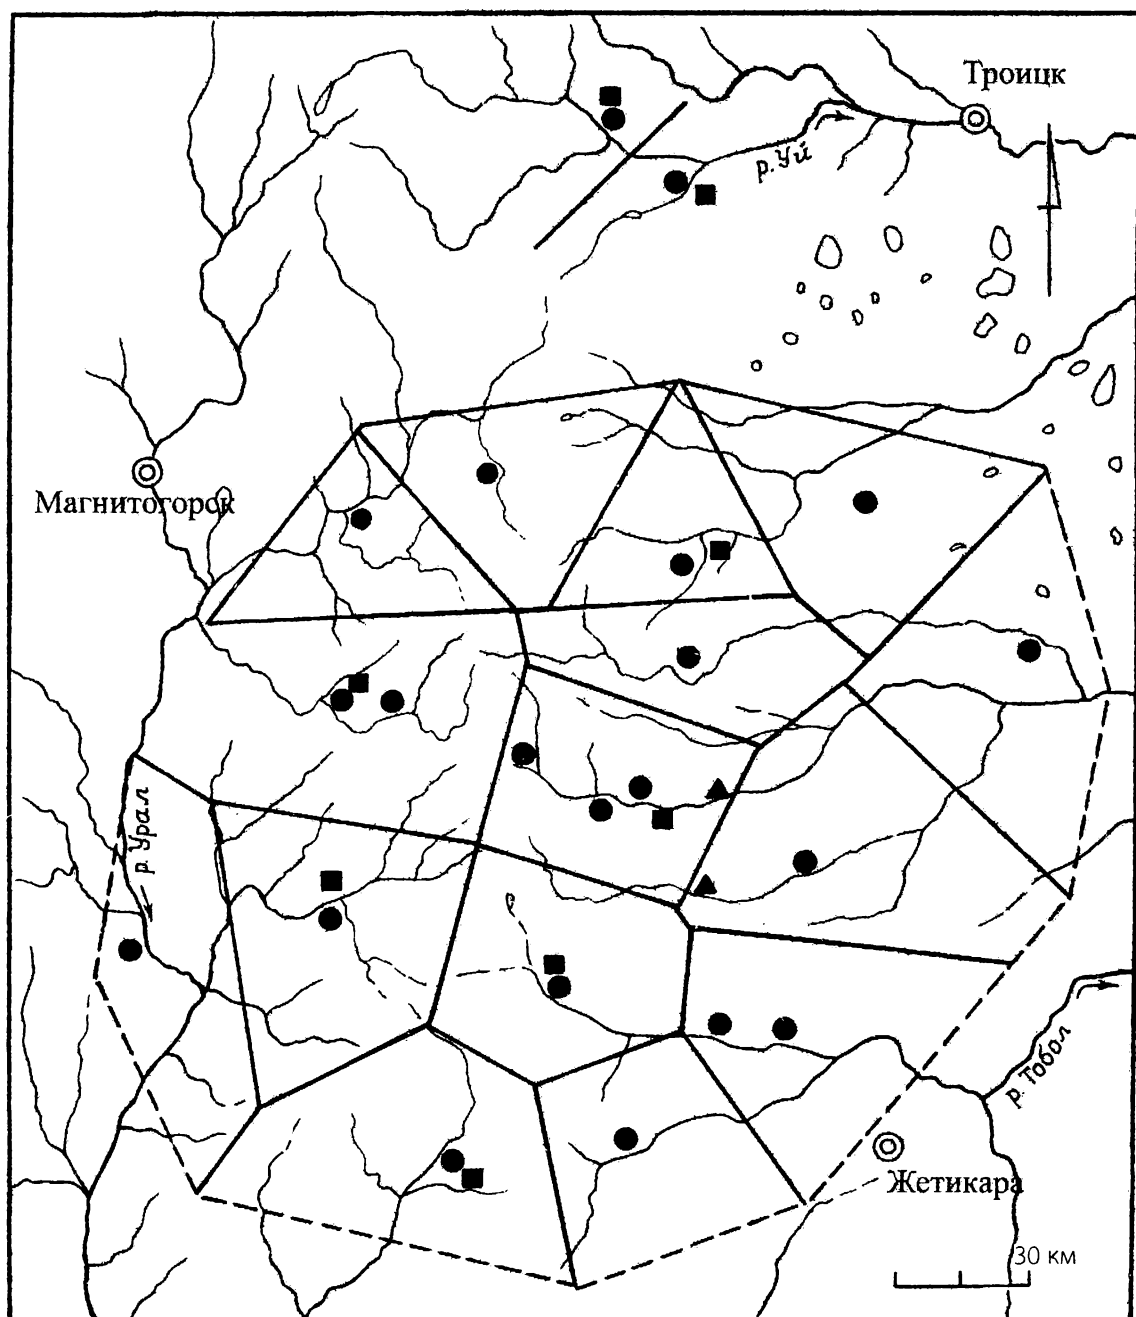 Троицк
р. Уй
Магнитогорск
р. Урал
р. Тобол
Жетикара
30 км